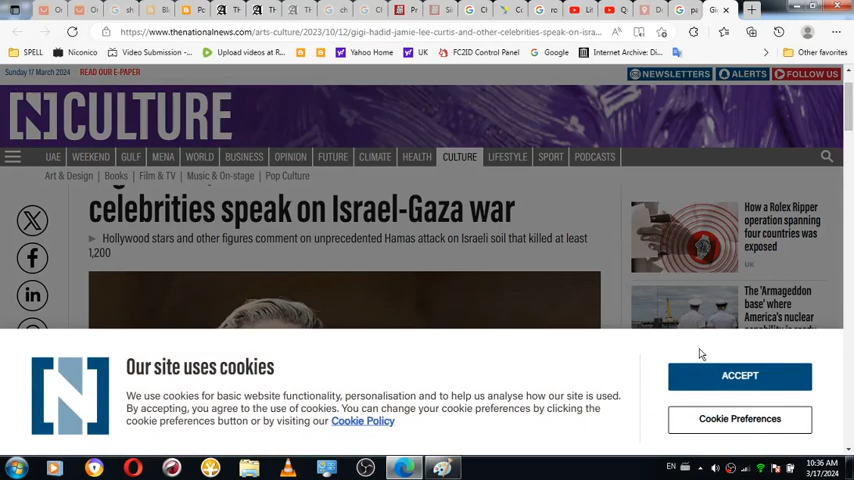 Gi
https://www.thenationalnews.com/arts-culture/2023/10/12/gigi-hadid-jamie-lee-curtis-and-other-celebrities-speak-on-isra...
SPELL Niconico Video Submission -... Upload videos at R... Yahoo Home Y. FC2ID Control Panel Google Internet Archive: Di... Other favorites
Sunday 17 March 2024 READ OUR E-PAPER NEWSLETTERS ALERTS FOLLOW US
CULTURE
UAE WEEKEND GULF MENA WORLD BUSINESS OPINION FUTURE CLIMATE HEALTH CULTURE LIFESTYLE SPORT PODCASTS
Art & Design | Books | Film & TV | Music & On-stage | Pop Culture
celebrities speak on Israel-Gaza war
Hollywood stars and other figures comment on unprecedented Hamas attack on Israeli soil that killed at least
1,200
How a Rolex Ripper
operation spanning
four countries was
exposed
UK
The 'Armageddon
base' where
America's nuclear
capability is ready
Our site uses cookies
We use cookies for basic website functionality, personalisation and to help us analyse how our site is used.
By accepting, you agree to the use of cookies. You can change your cookie preferences by clicking the
cookie preferences button or by visiting our Cookie Policy
ACCEPT
Cookie Preferences
EN 10:36 AM
3/17/2024